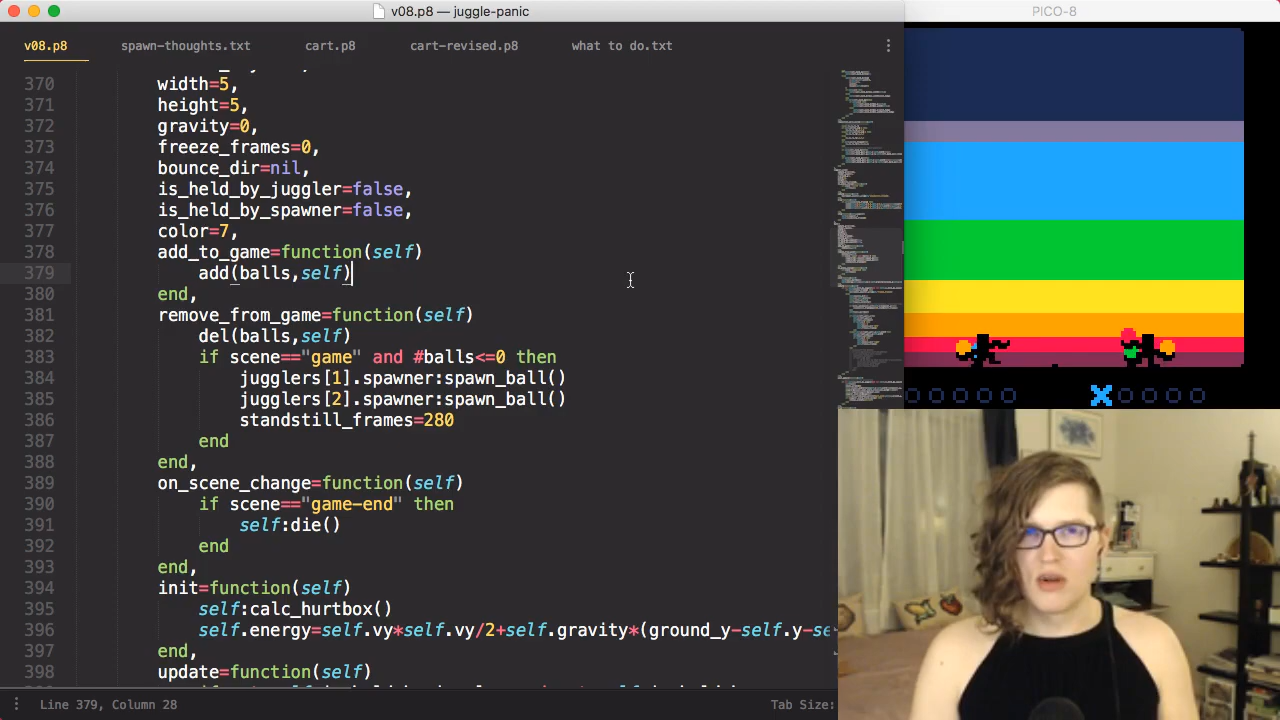 v08.p8 — juggle-panic
PICO-8
v08.p8 spawn-thoughts.txt cart.p8 cart-revised.p8 what to do.txt
370 width=5,
371 height=5,
372 gravity=0,
373 freeze_frames=0,
374 bounce_dir=nil,
375 is_held_by_juggler=false,
376 is_held_by_spawner=false,
377 color=7,
378 add_to_game=function(self)
379 add(balls,self)
380 end,
381 remove_from_game=function(self)
382 del(balls,self)
383 if scene=="game" and #balls<=0 then
384 jugglers[1].spawner:spawn_ball()
385 jugglers[2].spawner:spawn_ball()
386 standstill_frames=280
387 end
388 end,
389 on_scene_change=function(self)
390 if scene=="game-end" then
391 self:die()
392 end
393 end,
394 init=function(self)
395 self:calc_hurtbox()
396 self.energy=self.vy*self.vy/2+self.gravity*(ground_y-self.y-se
397 end,
398 update=function(self)
Line 379, Column 28
Tab Size: